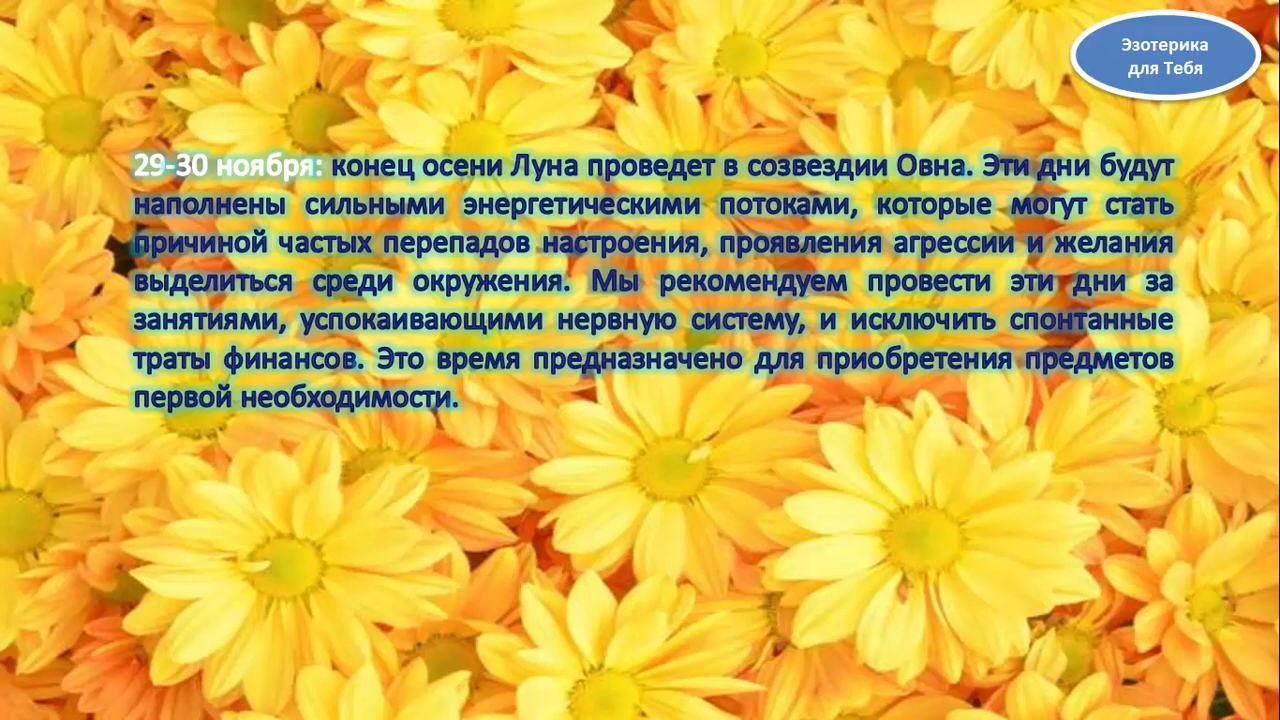 Эзотерика
для Тебя
29-30 ноября: конец осени Луна проведет в созвездии Овна. Эти дни будут
наполнены сильными энергетическими потоками, которые могут стать
причиной частых перепадов настроения, проявления агрессии и желания
выделиться среди окружения. Мы рекомендуем провести эти дни за
занятиями, успокаивающими нервную систему, и исключить спонтанные
траты финансов. Это время предназначено для приобретения предметов
первой необходимости.